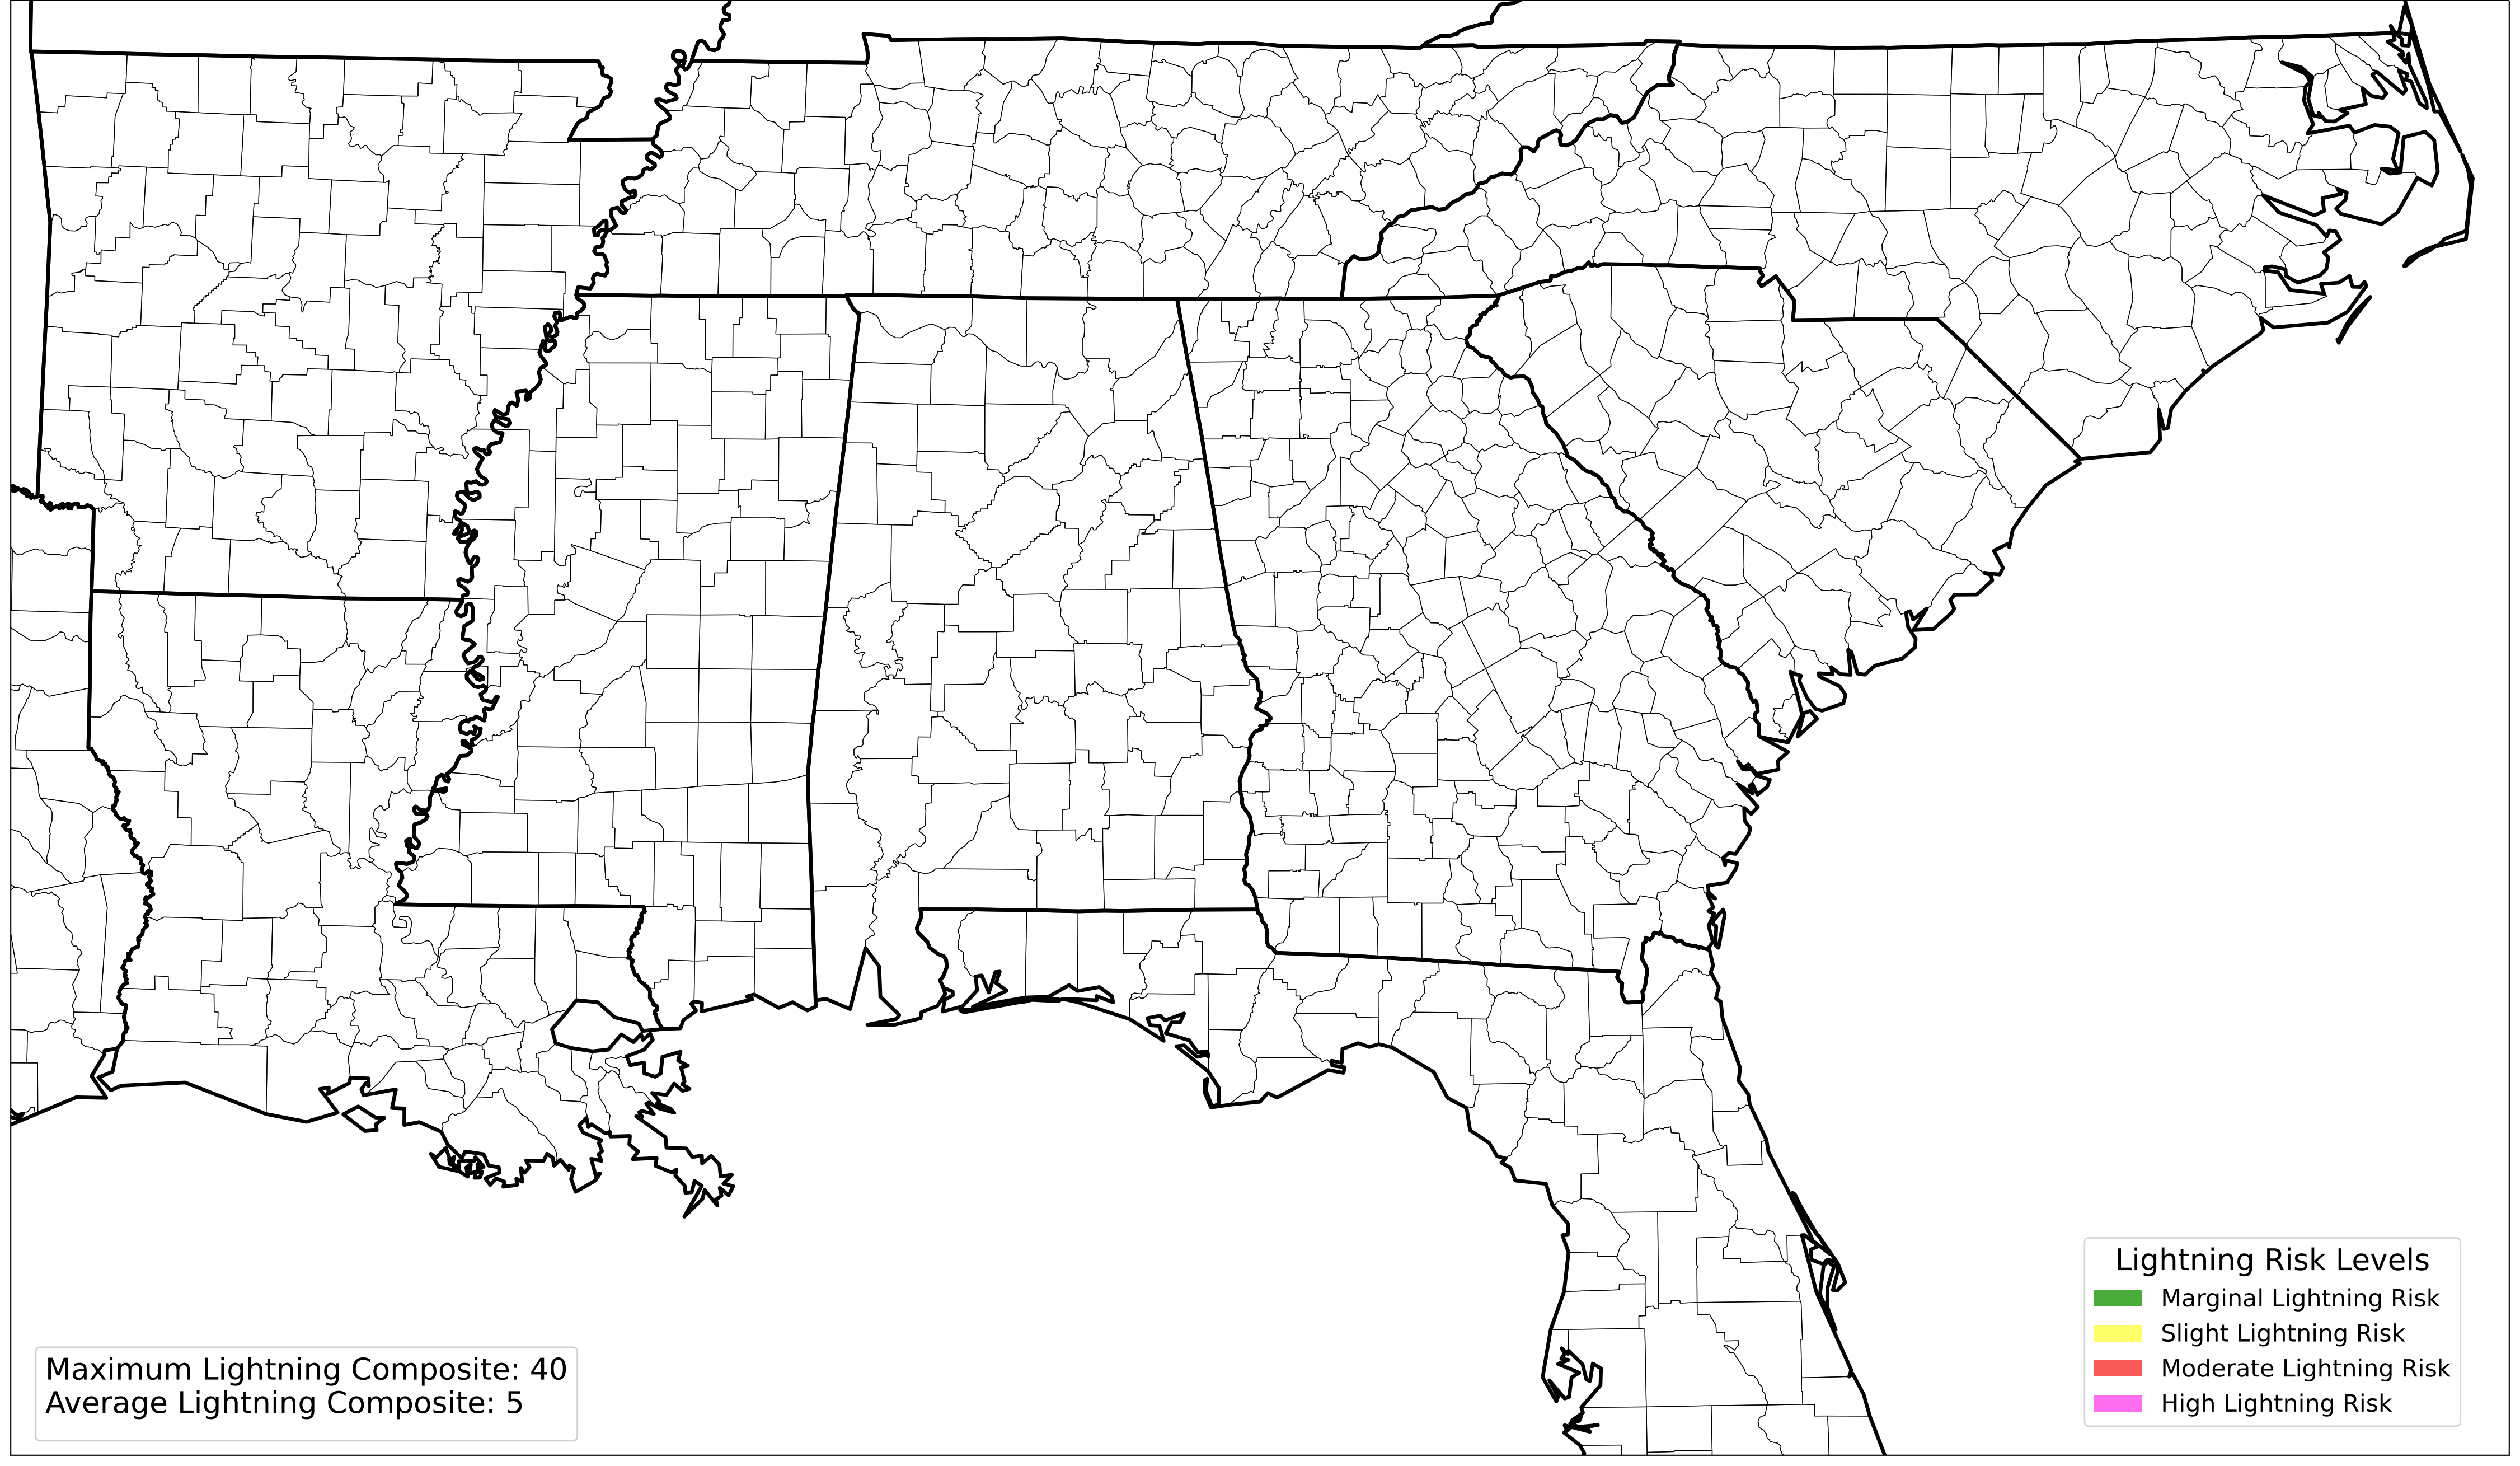 Maximum Lightning Composite: 40
Average Lightning Composite: 5
Lightning Risk Levels
Marginal Lightning Risk
Slight Lightning Risk
Moderate Lightning Risk
High Lightning Risk